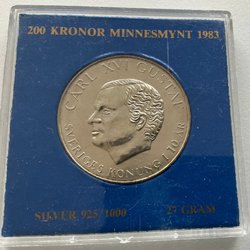 200 KRONOR MINNESMYNT 1983
CARL XVI GUSTAF
SVERIGES KONUNG I 10 ÅR
SILVER 925/1000 27 GRAM